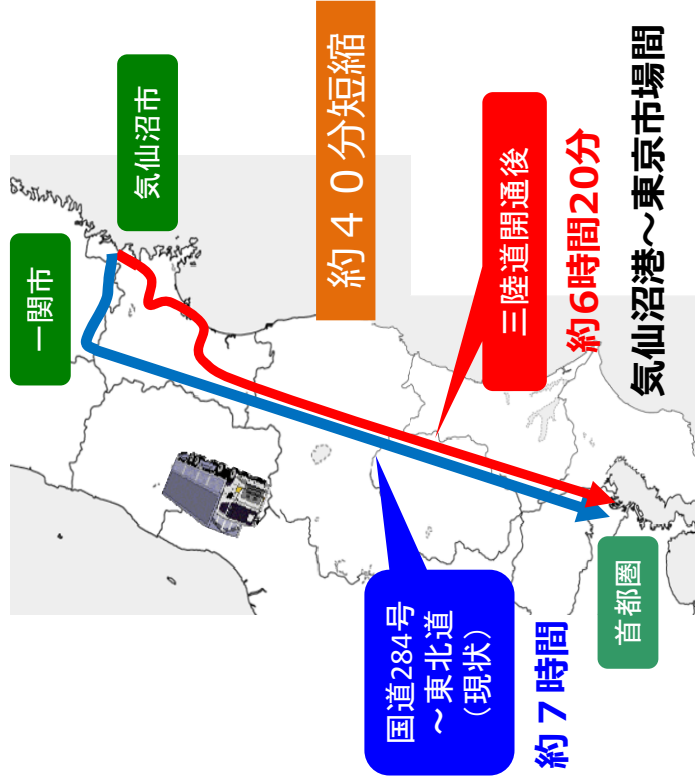 一関市
気仙沼市
約４０分短縮
三陸道開通後
約6時間20分
気仙沼港～東京市場間
国道284号
～東北道
（現状）
約７時間
首都圏